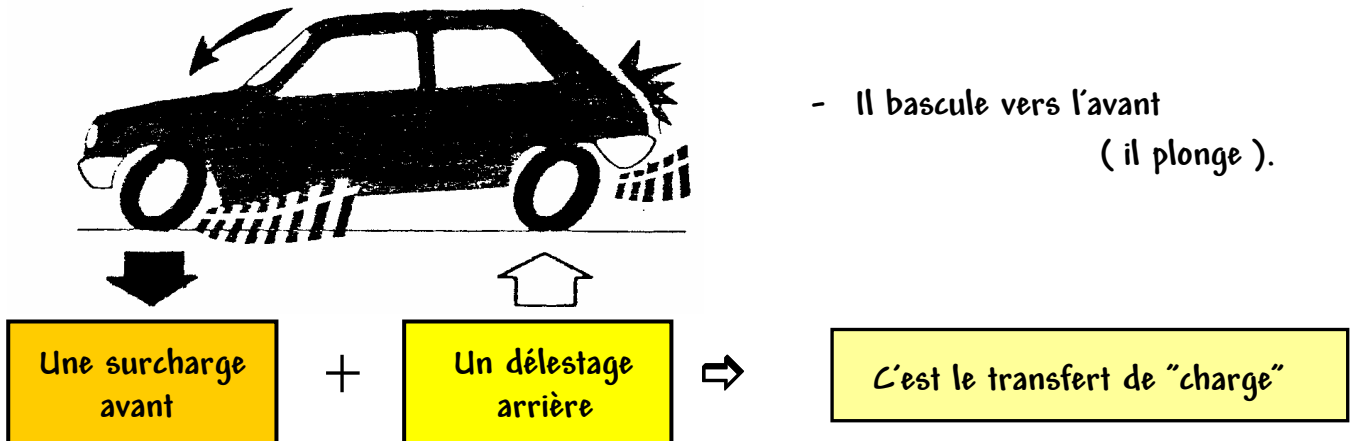 - Il bascule vers l'avant
( il plonge ).
Une surcharge
avant
+
Un délestage
arrière
⇨
C'est le transfert de "charge"